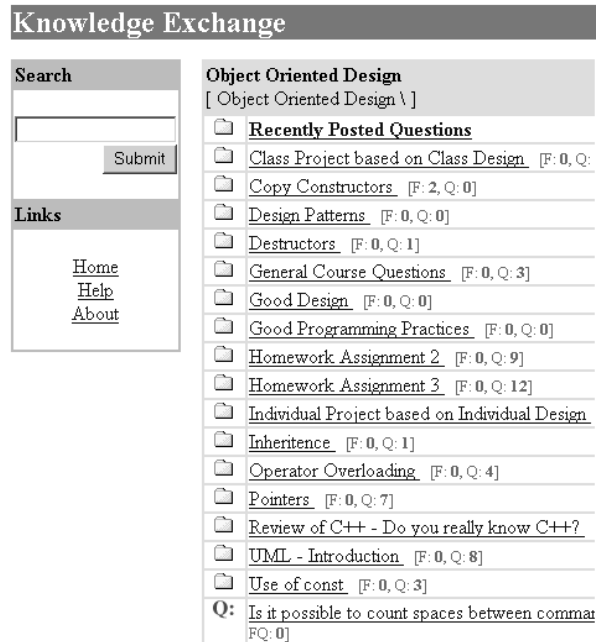 Knowledge Exchange
Search
Submit
Links
Home
Help
About
Object Oriented Design
[ Object Oriented Design \ ]
Recently Posted Questions
Class Project based on Class Design [F: 0, Q:
Copy Constructors [F: 2, Q: 0]
Design Patterns [F: 0, Q: 0]
Destructors [F: 0, Q: 1]
General Course Questions [F: 0, Q: 3]
Good Design [F: 0, Q: 0]
Good Programming Practices [F: 0, Q: 0]
Homework Assignment 2 [F: 0, Q: 9]
Homework Assignment 3 [F: 0, Q: 12]
Individual Project based on Individual Design
Inheritence [F: 0, Q: 1]
Operator Overloading [F: 0, Q: 4]
Pointers [F: 0, Q: 7]
Review of C++ - Do you really know C++?
UML - Introduction [F: 0, Q: 8]
Use of const [F: 0, Q: 3]
Q: Is it possible to count spaces between
FQ: 0]